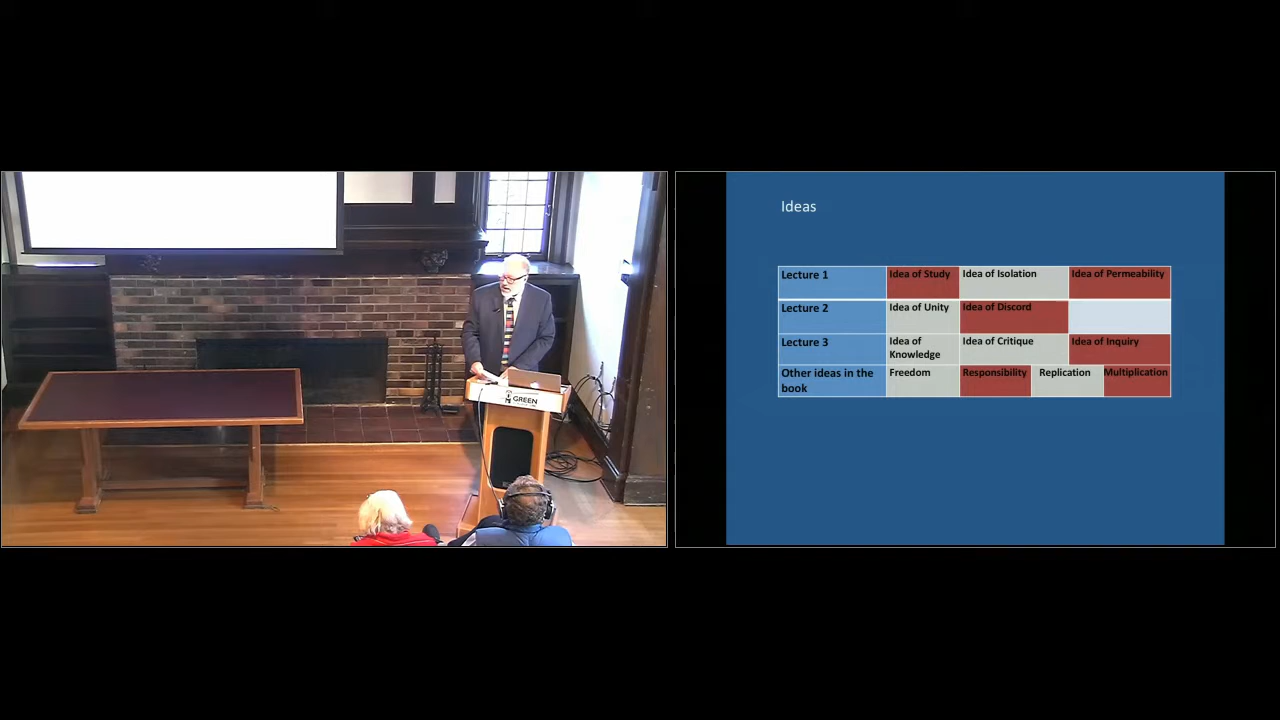 GREEN
Ideas
Lecture 1 Idea of Study Idea of Isolation Idea of Permeability
Lecture 2 Idea of Unity Idea of Discord
Lecture 3 Idea of Knowledge Idea of Critique Idea of Inquiry
Other ideas in the book Freedom Responsibility Replication Multiplication